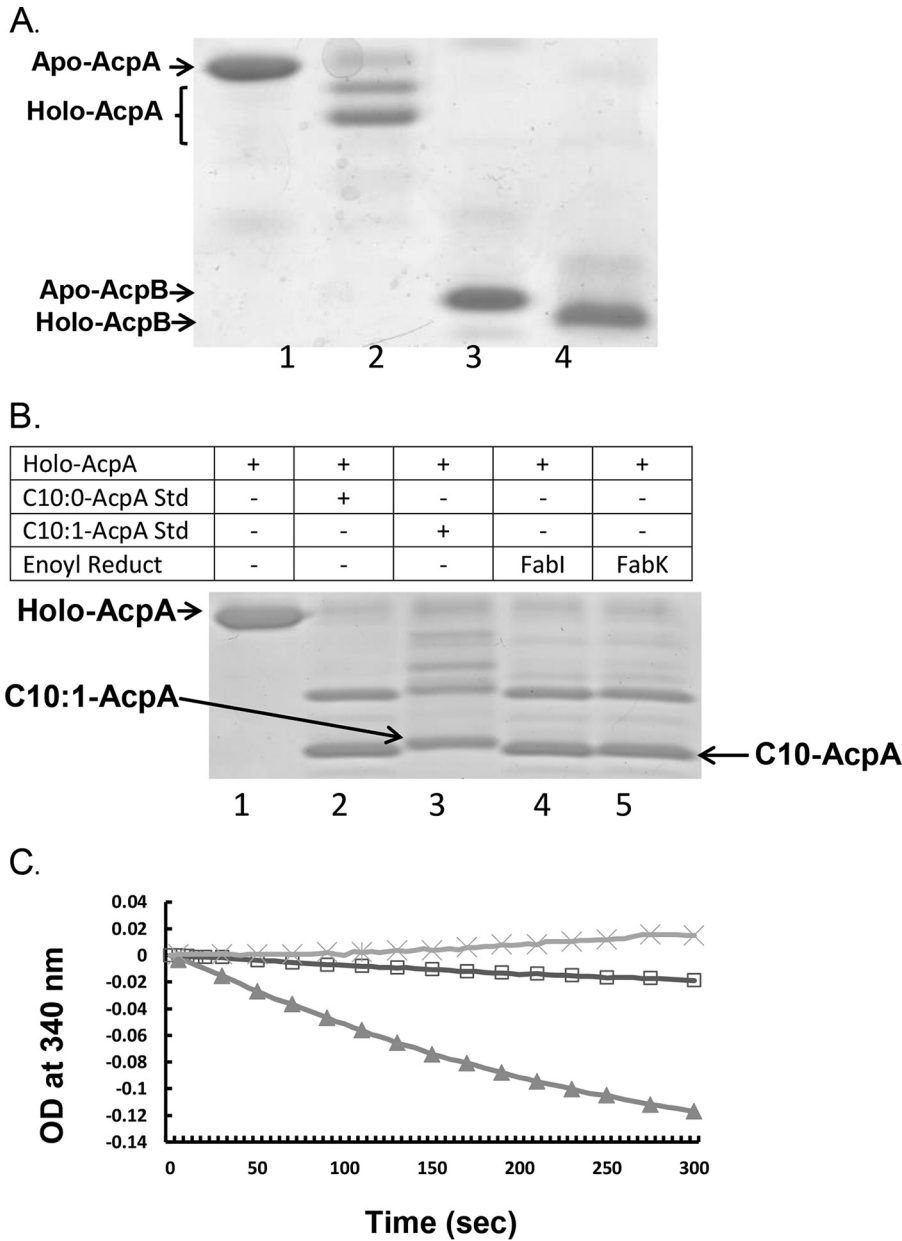 A.
Apo-AcpA
Holo-AcpA
Apo-AcpB
Holo-AcpB
1 2 3 4
B.
Holo-AcpA + + + + +
C10:0-AcpA Std - + - - -
C10:1-AcpA Std - - + - -
Enoyl Reduct - - - FabI FabK
Holo-AcpA
C10:1-AcpA
C10-AcpA
1 2 3 4 5
C.
0.04
0.02
0
-0.02
-0.04
-0.06
-0.08
-0.1
-0.12
-0.14
OD at 340 nm
0 50 100 150 200 250 300
Time (sec)